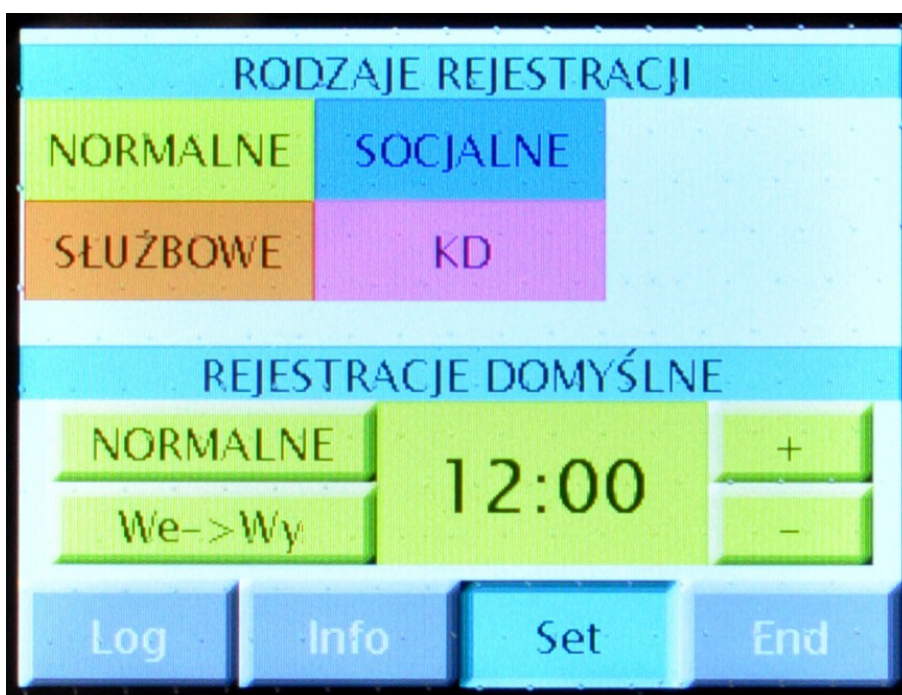 RODZAJE REJESTRACJI
NORMALNE SOCJALNE
SŁUŻBOWE KD
REJESTRACJE DOMYŚLNE
NORMALNE
12:00
+
We->Wy
-
Log Info Set End